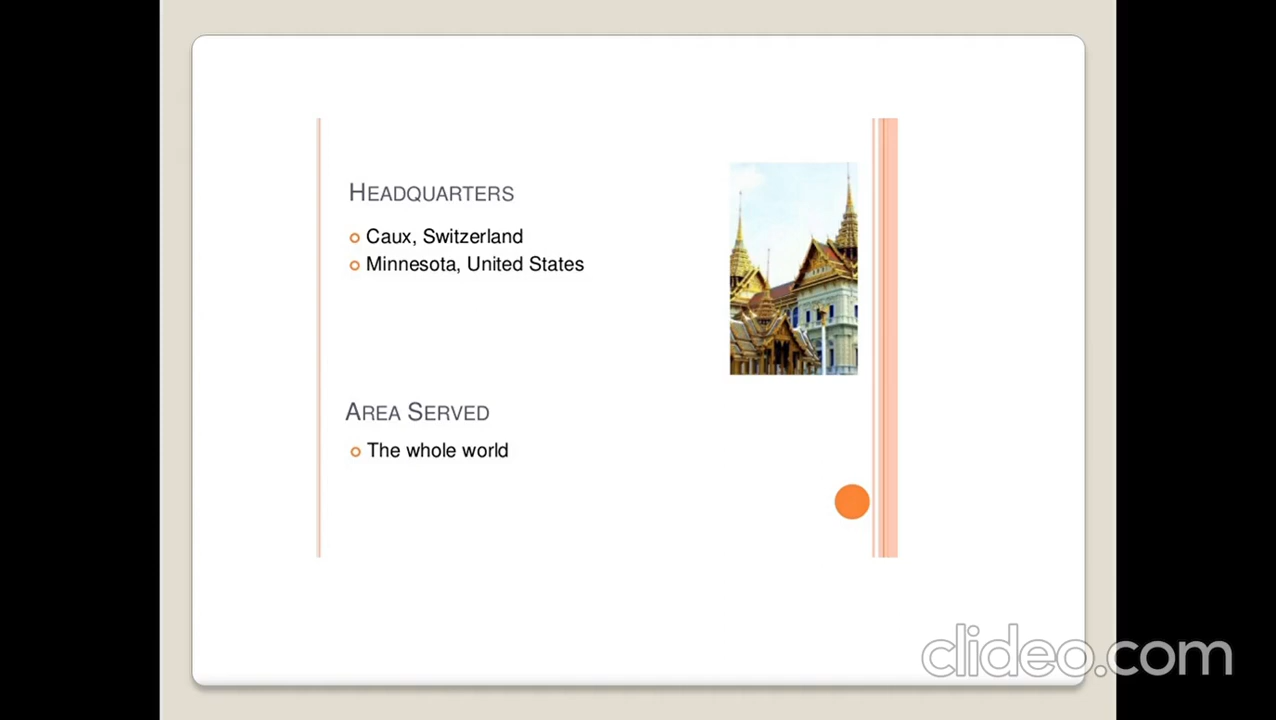 HEADQUARTERS
Caux, Switzerland
Minnesota, United States
AREA SERVED
The whole world
clideo.com